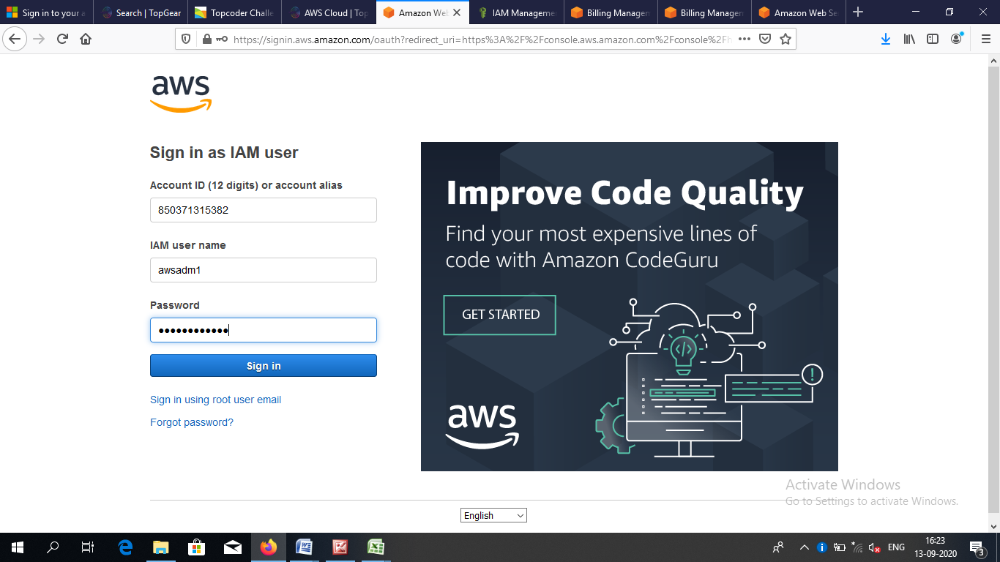 Sign in to your a
Search | TopGear
Topcoder Challe
AWS Cloud | Top
Amazon Web
IAM Managemen
Billing Managen
Billing Managen
Amazon Web Se
https://signin.aws.amazon.com/oauth?redirect_uri=https%3A%2F%2Fconsole.aws.amazon.com%2Fconsole%2Fh
aws
Sign in as IAM user
Account ID (12 digits) or account alias
850371315382
IAM user name
awsadm1
Password
Sign in
Sign in using root user email
Forgot password?
Improve Code Quality
Find your most expensive lines of
code with Amazon CodeGuru
GET STARTED
aws
Activate Windows
Go to Settings to activate Windows.
English
ENG
16:23
13-09-2020
3